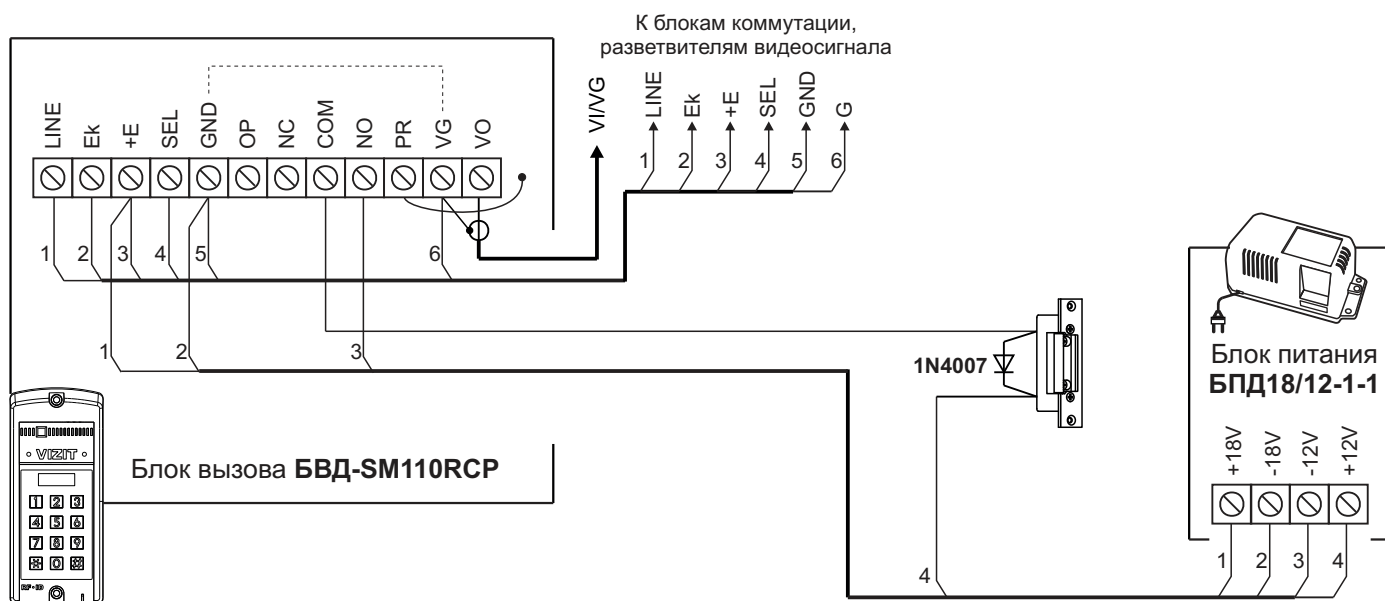 К блокам коммутации,
разветвителям видеосигнала
LINE
Ek
+E
SEL
GND
OP
NC
COM
NO
PR
VG
VO
VI/VG
LINE
Ek
+E
SEL
GND
G
1
2
3
4
5
6
1
2
3
4
5
6
1
2
3
1N4007
4
Блок питания
БПД18/12-1-1
+18V
-18V
-12V
+12V
1
2
3
4
VIZIT
1 2 3
4 5 6
7 8 9
0
RF-ID
Блок вызова БВД-SM110RCP